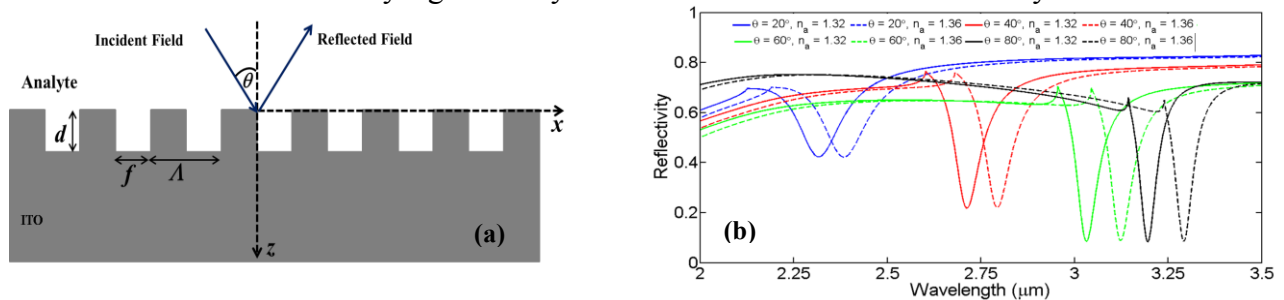 Incident Field
Reflected Field
θ
Analyte
x
d
f
Λ
ITO
(a)
z
θ = 20°, n_a = 1.32
θ = 20°, n_a = 1.36
θ = 40°, n_a = 1.32
θ = 40°, n_a = 1.36
θ = 60°, n_a = 1.32
θ = 60°, n_a = 1.36
θ = 80°, n_a = 1.32
θ = 80°, n_a = 1.36
1
0.8
0.6
0.4
0.2
0
Reflectivity
(b)
2
2.25
2.5
2.75
3
3.25
3.5
Wavelength (μm)